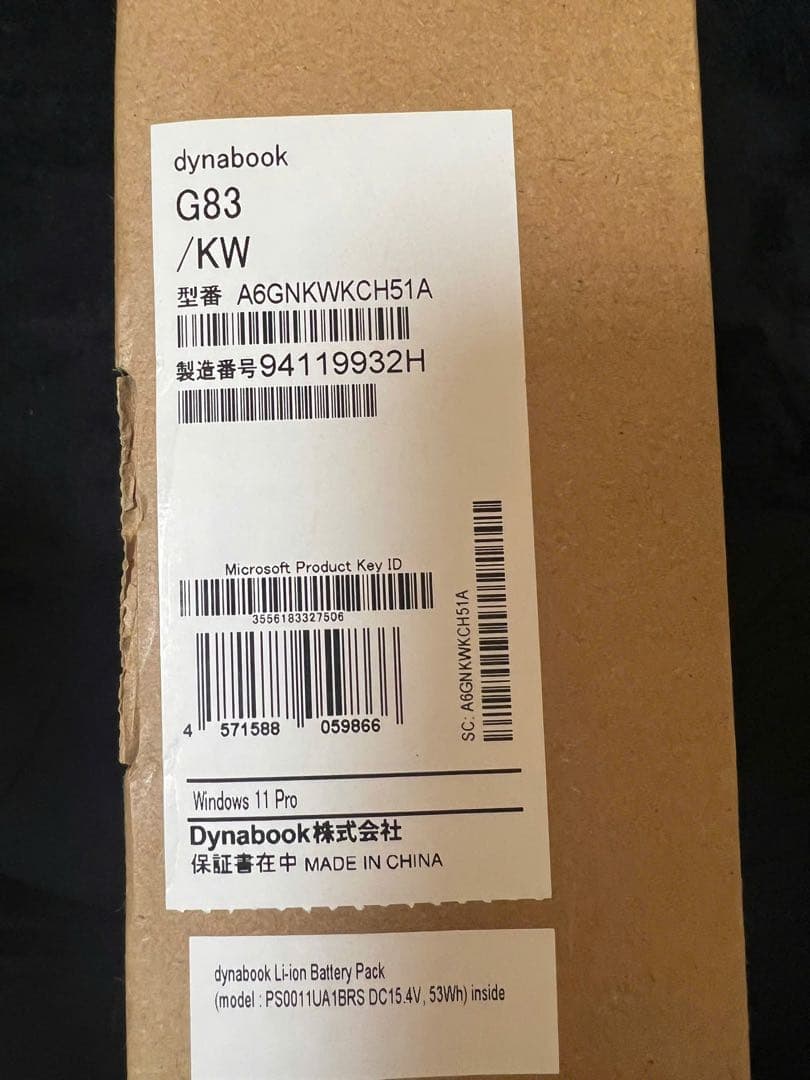 dynabook
G83
/KW
型番 A6GNKWKCH51A
製造番号94119932H
Microsoft Product Key ID
3556183327506
4 571588 059866
SC: A6GNKWKCH51A
Windows 11 Pro
Dynabook株式会社
保証書在中 MADE IN CHINA
dynabook Li-ion Battery Pack
(model : PS0011UA1BRS DC15.4V, 53Wh) inside